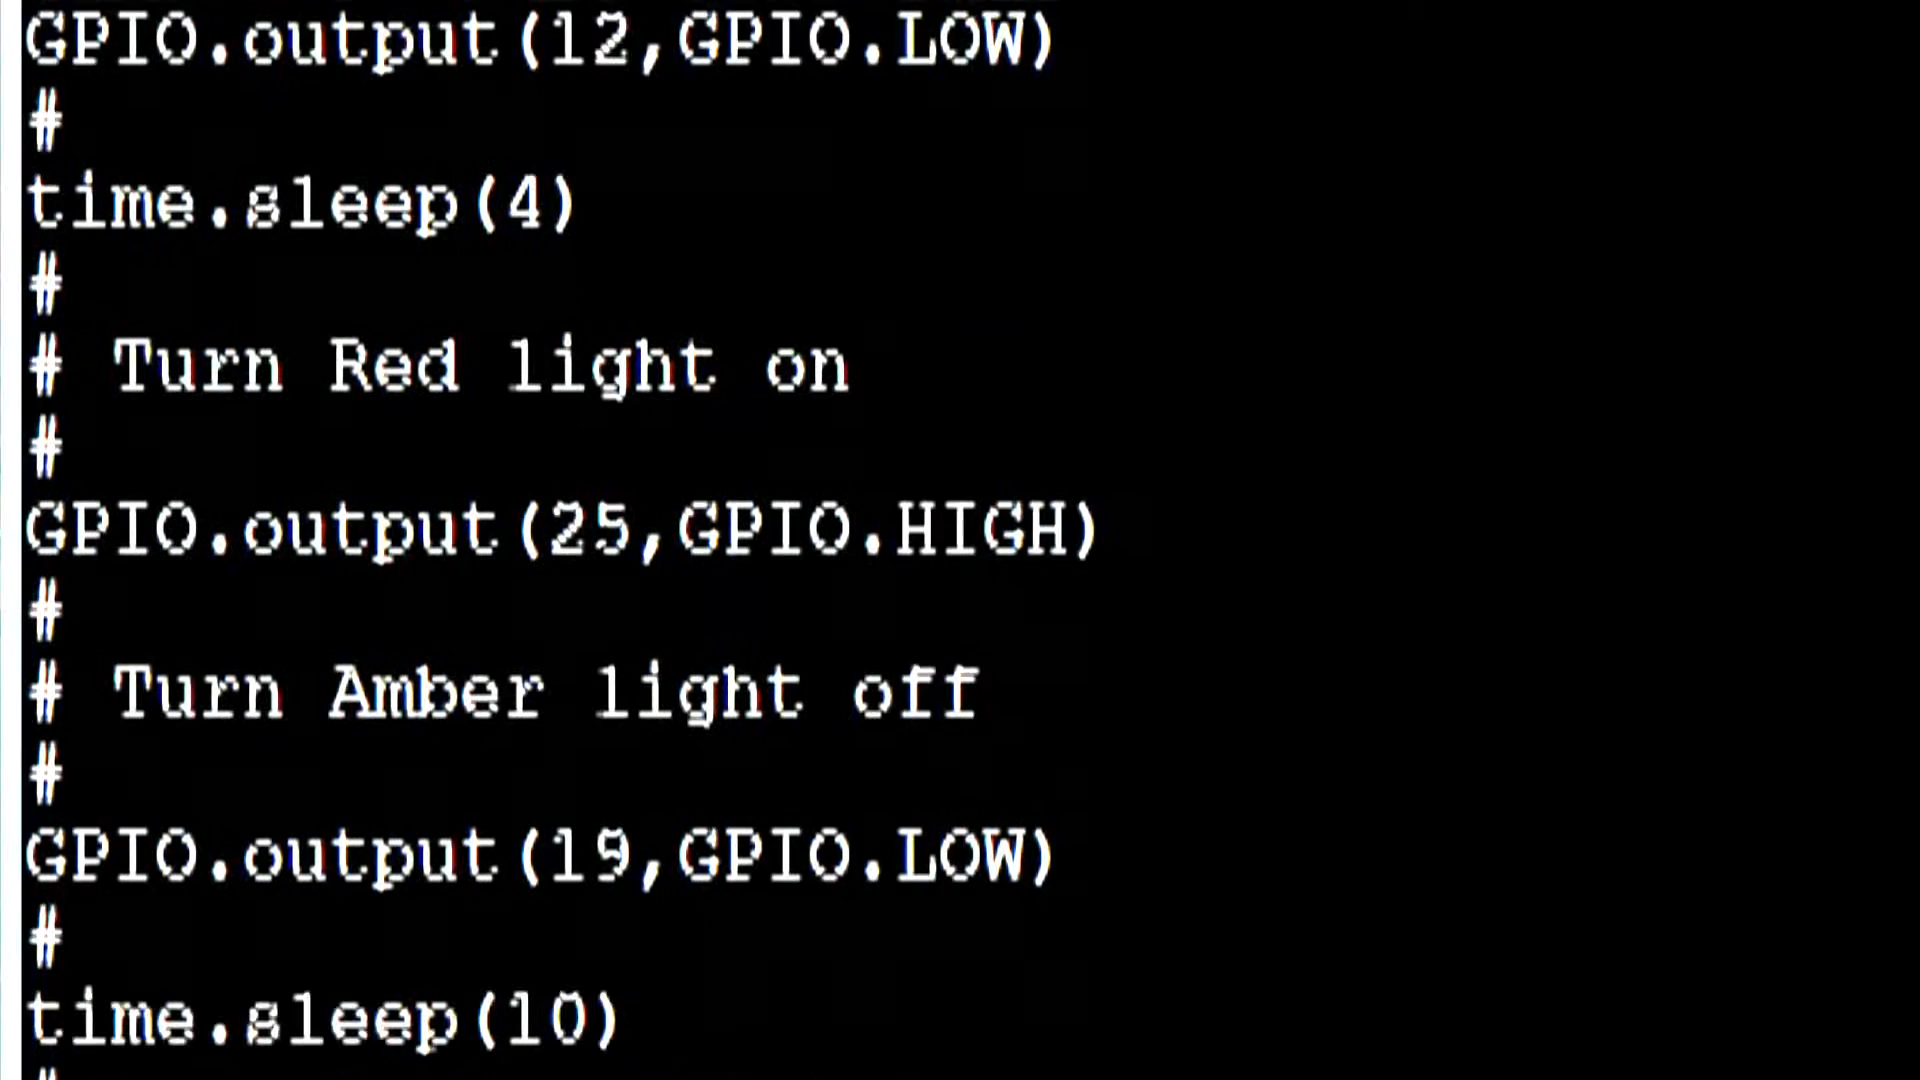 GPIO.output(12,GPIO.LOW)
#
time.sleep(4)
#
# Turn Red light on
#
GPIO.output(25,GPIO.HIGH)
#
# Turn Amber light off
#
GPIO.output(19,GPIO.LOW)
#
time.sleep(10)
#